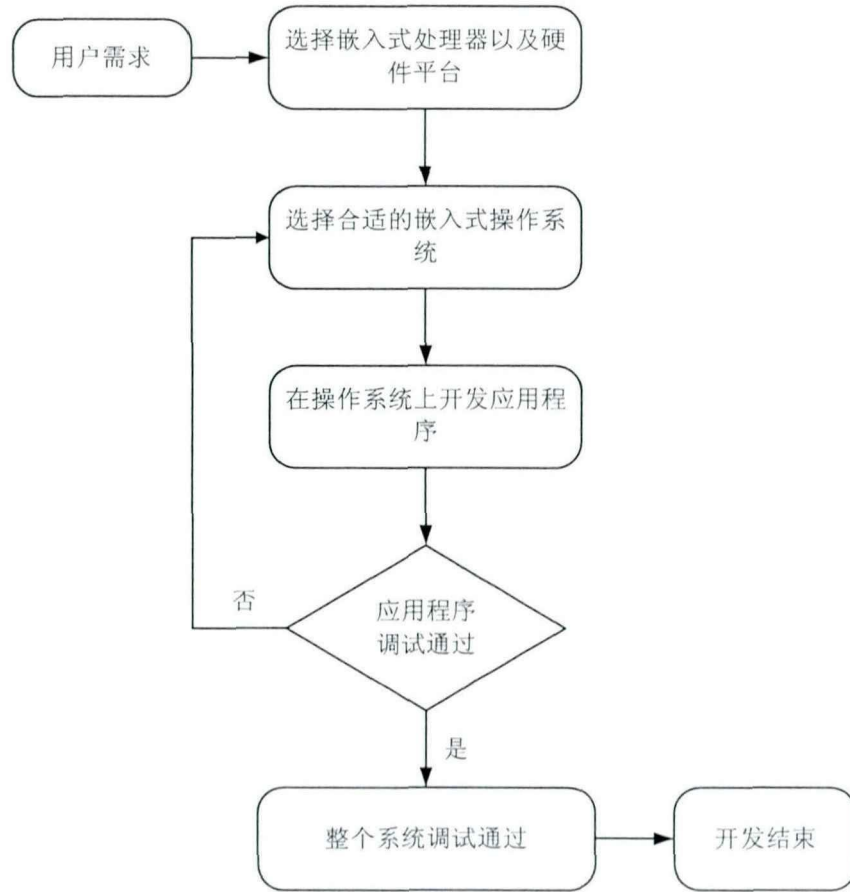 用户需求
选择嵌入式处理器以及硬
件平台
选择合适的嵌入式操作系
统
在操作系统上开发应用程
序
应用程序
调试通过
否
是
整个系统调试通过
开发结束